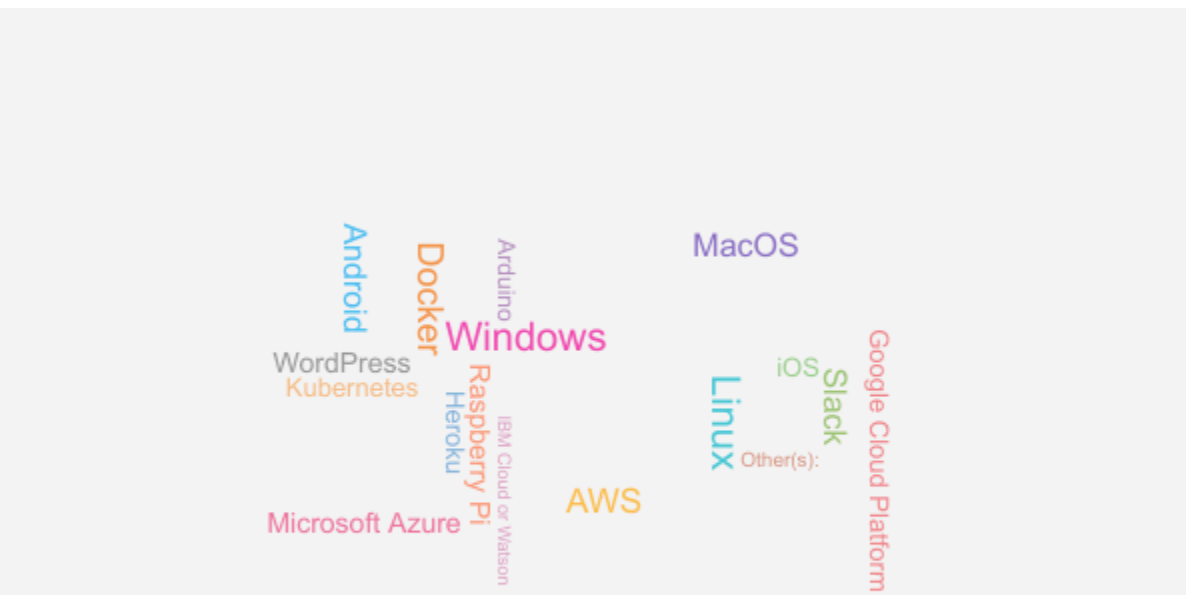 Android
Docker
Arduino
MacOS
Windows
WordPress
Kubernetes
Raspberry Pi
Heroku
IBM Cloud or Watson
Linux
iOS
Slack
Google Cloud Platform
Other(s):
AWS
Microsoft Azure